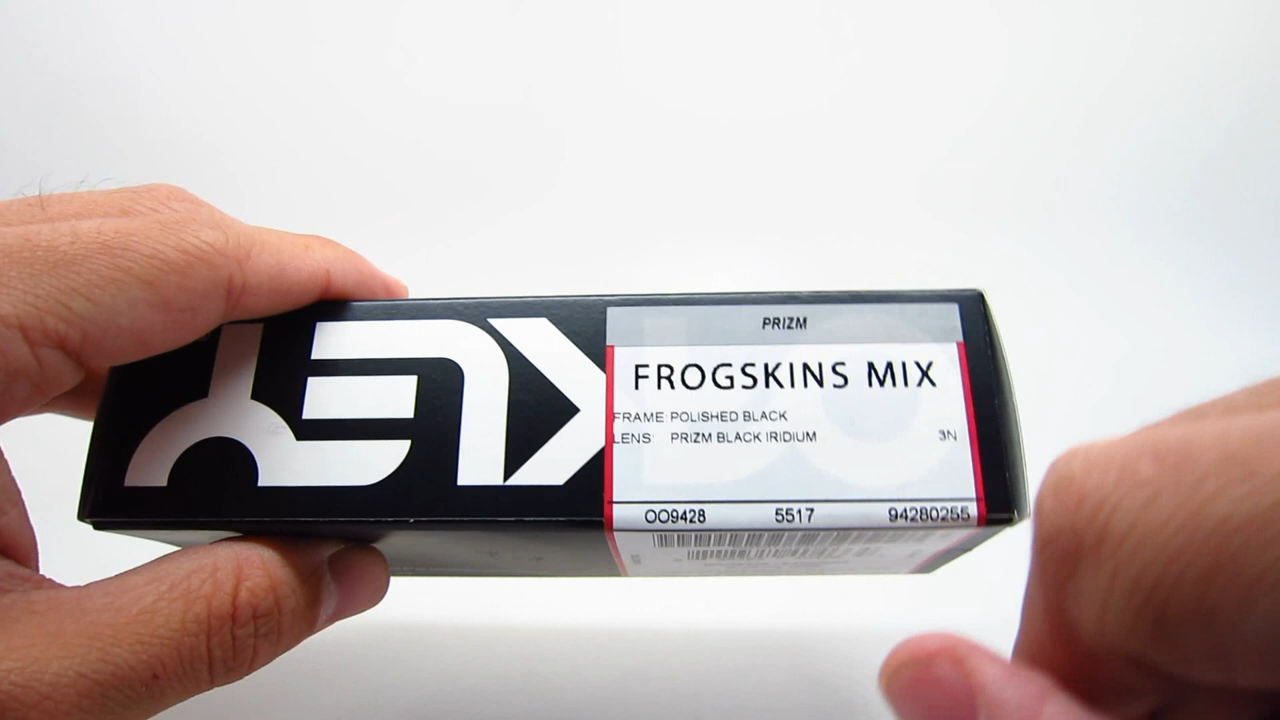 PRIZM
FROGSKINS MIX
FRAME: POLISHED BLACK
LENS: PRIZM BLACK IRIDIUM 3N
OO9428 5517 94280255